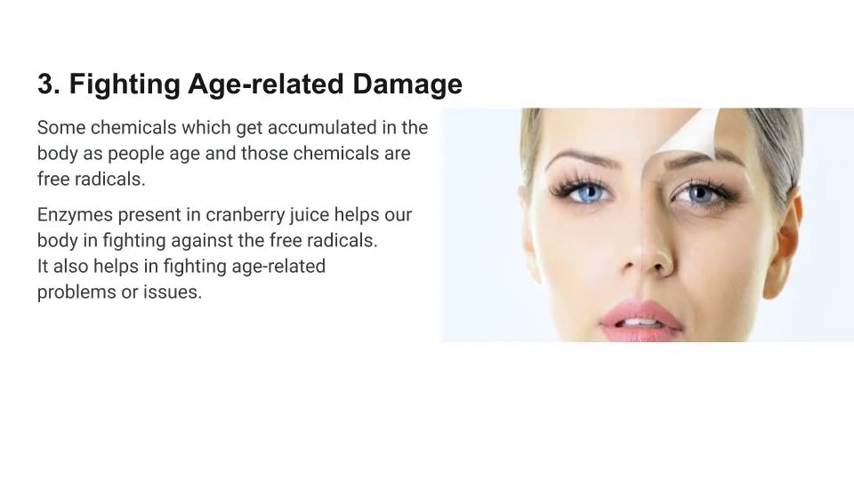 3. Fighting Age-related Damage
Some chemicals which get accumulated in the
body as people age and those chemicals are
free radicals.
Enzymes present in cranberry juice helps our
body in fighting against the free radicals.
It also helps in fighting age-related
problems or issues.